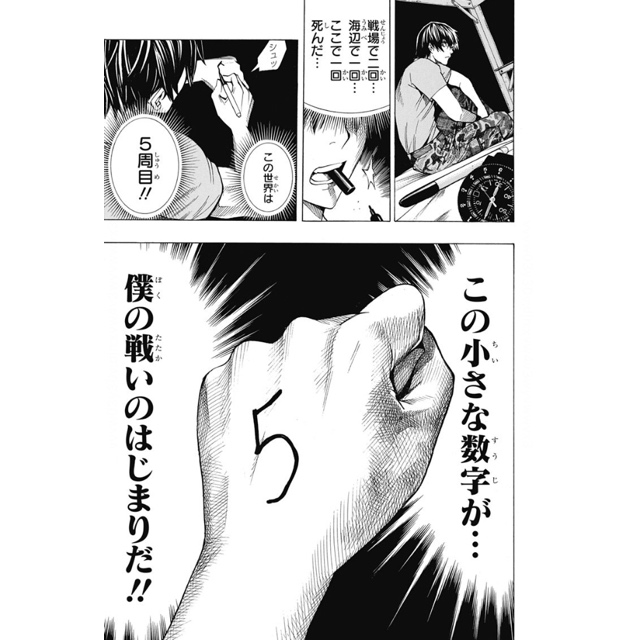 戦場で二回…
海辺で一回…
ここで一回
死んだ…
シュッ
この世界は
5周目!!
この小さな数字が…
5
僕の戦いのはじまりだ!!